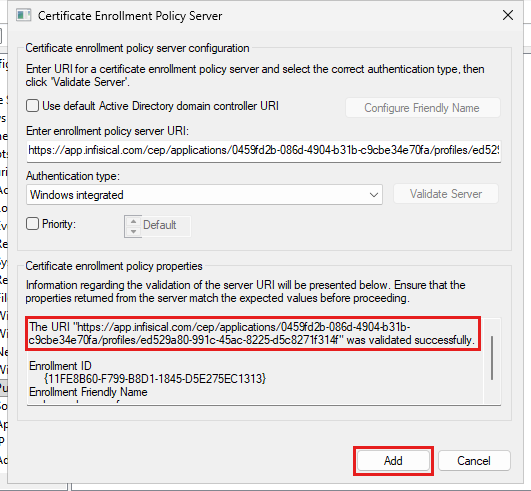 Certificate Enrollment Policy Server
Certificate enrollment policy server configuration
Enter URI for a certificate enrollment policy server and select the correct authentication type, then
click 'Validate Server'.
Use default Active Directory domain controller URI
Configure Friendly Name
Enter enrollment policy server URI:
https://app.infisical.com/cep/applications/0459fd2b-086d-4904-b31b-c9cbe34e70fa/profiles/ed529
Authentication type:
Windows integrated
Validate Server
Priority:
Default
Certificate enrollment policy properties
Information regarding the validation of the server URI will be presented below. Ensure that the
properties returned from the server match the expected values before proceeding.
The URI "https://app.infisical.com/cep/applications/0459fd2b-086d-4904-b31b-
c9cbe34e70fa/profiles/ed529a80-991c-45ac-8225-d5c8271f314f" was validated successfully.
Enrollment ID
{11FE8B60-F799-B8D1-1845-D5E275EC1313}
Enrollment Friendly Name
Add
Cancel